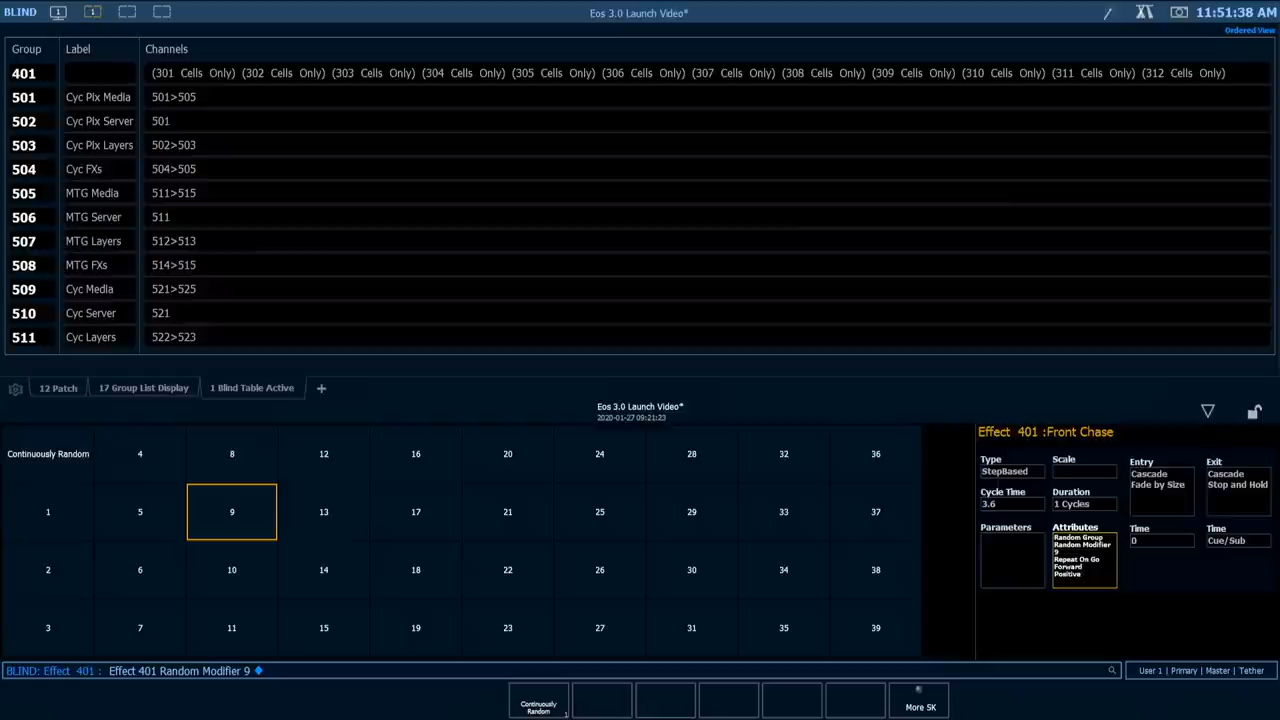 BLIND 1 1 Eos 3.0 Launch Video* 11:51:38 AM
Ordered View
Group Label Channels
401 (301 Cells Only) (302 Cells Only) (303 Cells Only) (304 Cells Only) (305 Cells Only) (306 Cells Only) (307 Cells Only) (308 Cells Only) (309 Cells Only) (310 Cells Only) (311 Cells Only) (312 Cells Only)
501 Cyc Pix Media 501>505
502 Cyc Pix Server 501
503 Cyc Pix Layers 502>503
504 Cyc FXs 504>505
505 MTG Media 511>515
506 MTG Server 511
507 MTG Layers 512>513
508 MTG FXs 514>515
509 Cyc Media 521>525
510 Cyc Server 521
511 Cyc Layers 522>523
12 Patch 17 Group List Display 1 Blind Table Active +
Eos 3.0 Launch Video*
2020-01-27 09:21:23
Continuously Random 4 8 12 16 20 24 28 32 36
1 5 9 13 17 21 25 29 33 37
2 6 10 14 18 22 26 30 34 38
3 7 11 15 19 23 27 31 35 39
Effect 401 :Front Chase
Type Scale Entry Exit
StepBased
Cascade
Fade by Size
Cascade
Stop and Hold
Cycle Time Duration
3.6 1 Cycles
Parameters Attributes Time Time
0 Cue/Sub
Random Group
Random Modifier
9
Repeat On Go
Forward
Positive
BLIND: Effect 401 : Effect 401 Random Modifier 9
User 1 | Primary | Master | Tether
Continuously
Random 1
More SK